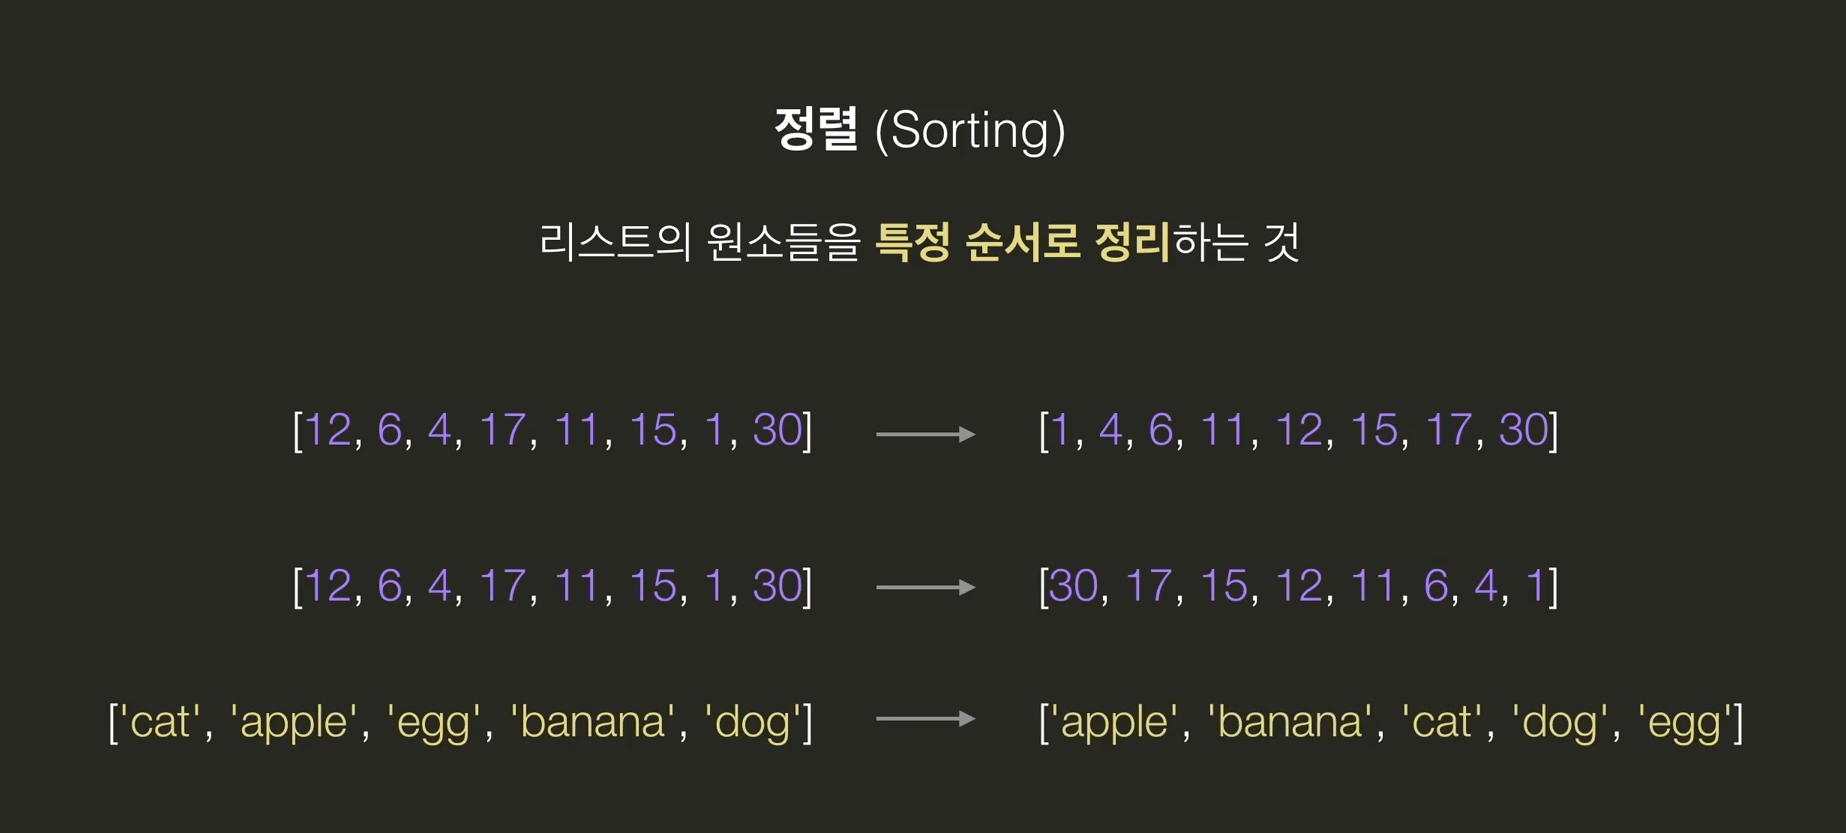 정렬 (Sorting)
리스트의 원소들을 특정 순서로 정리하는 것
[12, 6, 4, 17, 11, 15, 1, 30] → [1, 4, 6, 11, 12, 15, 17, 30]
[12, 6, 4, 17, 11, 15, 1, 30] → [30, 17, 15, 12, 11, 6, 4, 1]
['cat', 'apple', 'egg', 'banana', 'dog'] → ['apple', 'banana', 'cat', 'dog', 'egg']